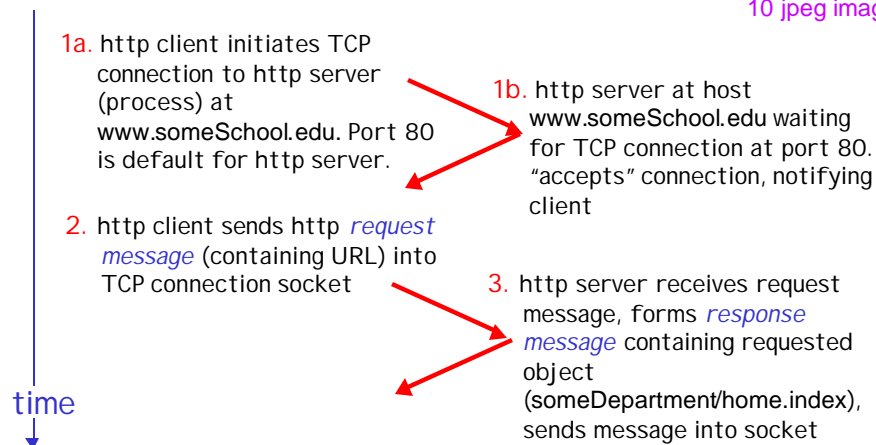 10 jpeg
1a. http client initiates TCP
connection to http server
(process) at
www.someSchool.edu. Port 80
is default for http server.
1b. http server at host
www.someSchool.edu waiting
for TCP connection at port 80.
"accepts" connection, notifying
client
2. http client sends http request
message (containing URL) into
TCP connection socket
3. http server receives request
message, forms response
message containing requested
object
(someDepartment/home.index),
sends message into socket
time